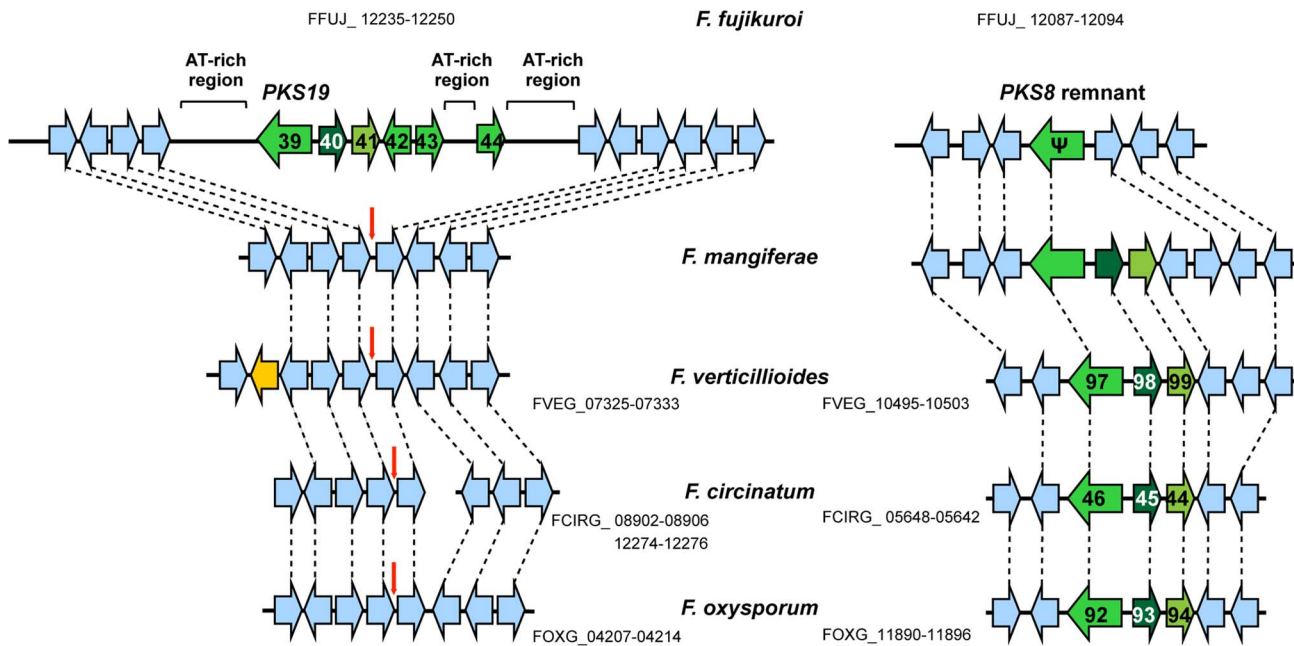 FFUJ_ 12235-12250
F. fujikuroi
FFUJ_ 12087-12094
AT-rich
region
AT-rich
region
AT-rich
region
PKS19
PKS8 remnant
39
40
41
42
43
44
Ψ
F. mangiferae
F. verticillioides
97
98
99
FVEG_07325-07333
FVEG_10495-10503
F. circinatum
46
45
44
FCIRG_ 08902-08906
12274-12276
FCIRG_ 05648-05642
F. oxysporum
92
93
94
FOXG_04207-04214
FOXG_11890-11896